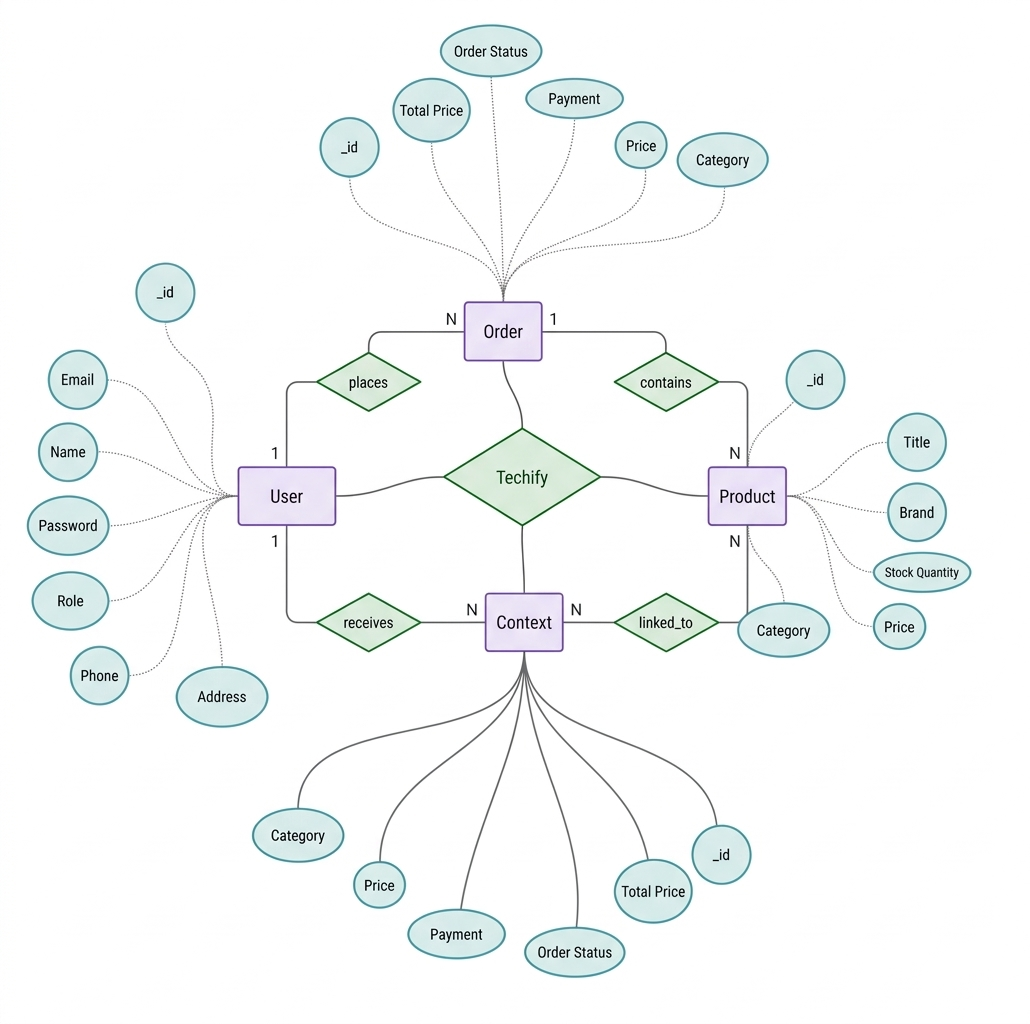 Order Status
Total Price
Payment
_id
Price
Category
_id
N
Order
1
places
contains
Email
_id
Name
1
N
Title
Techify
User
Product
Password
Brand
1
N
Stock Quantity
Role
receives
N
Context
N
linked_to
Category
Price
Phone
Address
Category
Price
Payment
Order Status
Total Price
_id